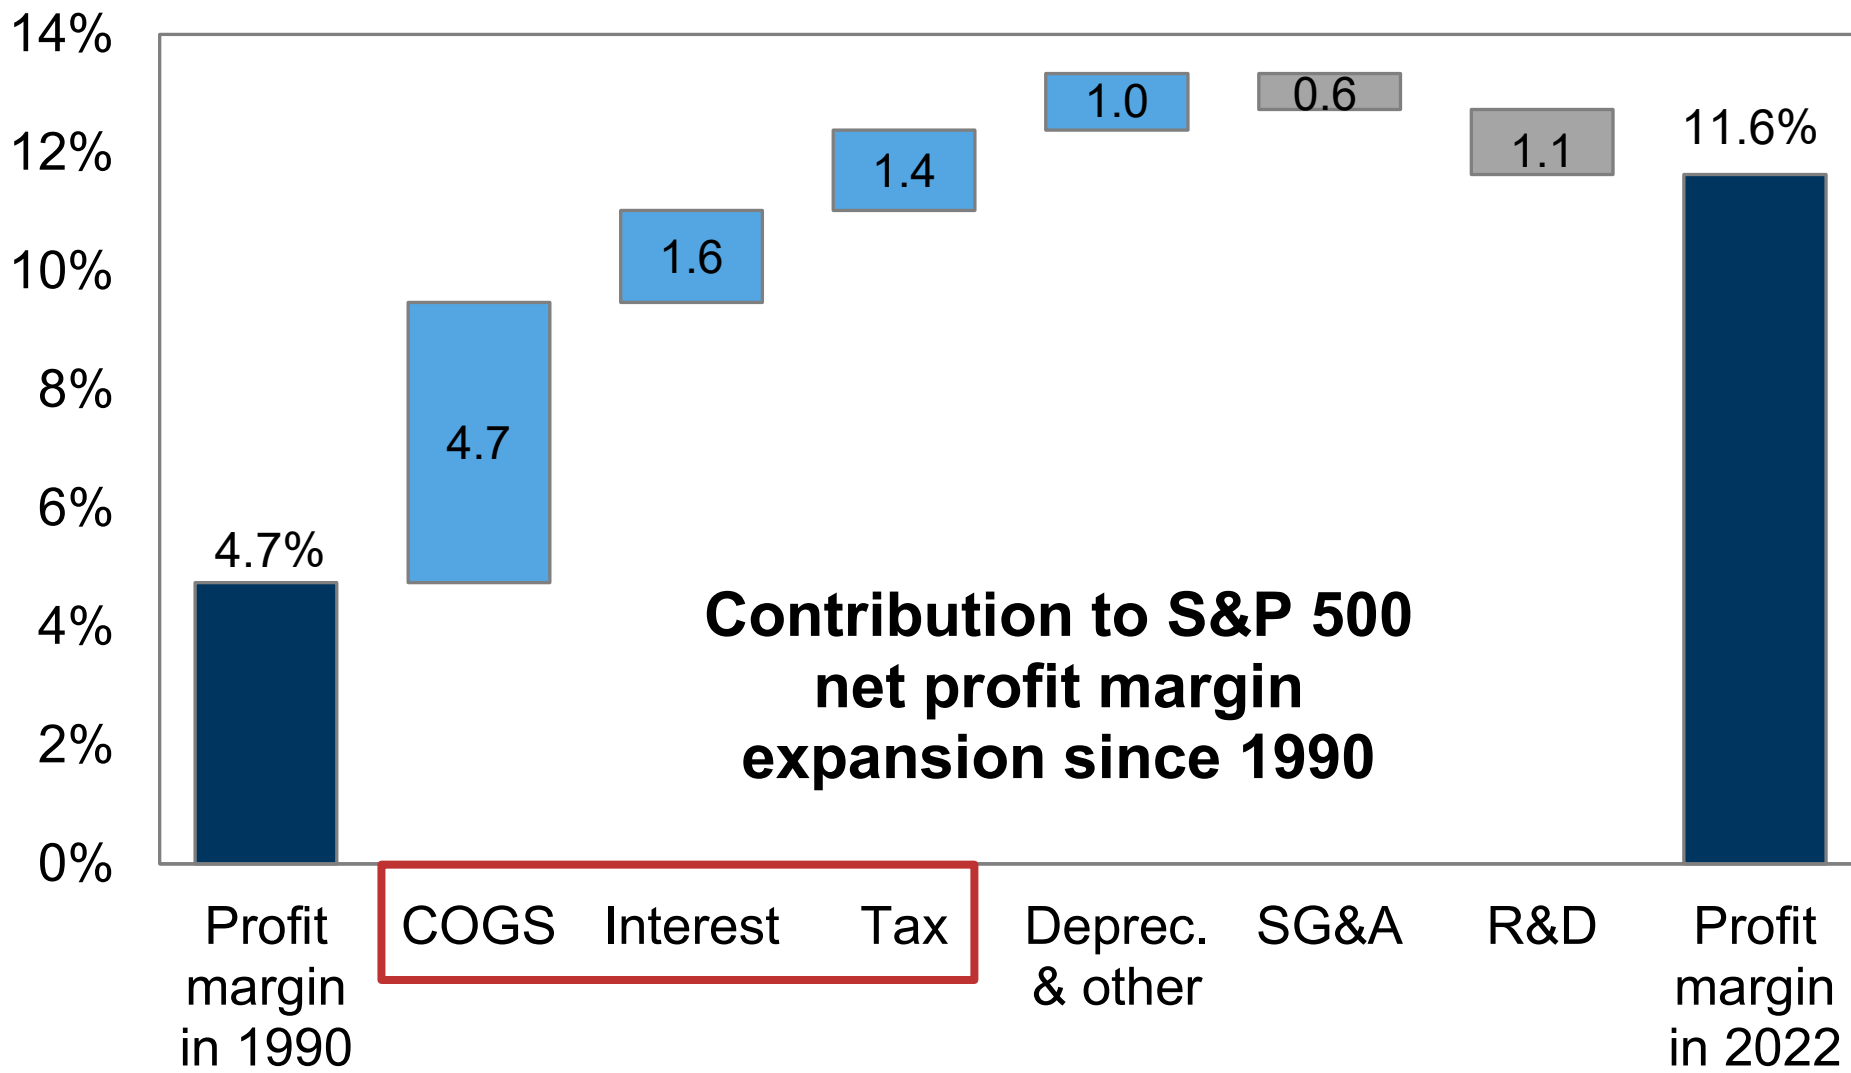 14%
12%
10%
8%
6%
4%
2%
0%
4.7%
4.7
1.6
1.4
1.0
0.6
1.1
11.6%
Contribution to S&P 500
net profit margin
expansion since 1990
Profit
margin
in 1990
COGS
Interest
Tax
Deprec.
& other
SG&A
R&D
Profit
margin
in 2022